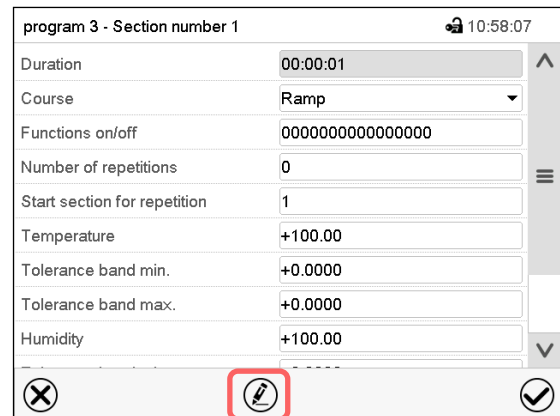 program 3 - Section number 1 10:58:07
Duration 00:00:01
Course Ramp
Functions on/off 0000000000000000
Number of repetitions 0
Start section for repetition 1
Temperature +100.00
Tolerance band min. +0.0000
Tolerance band max. +0.0000
Humidity +100.00